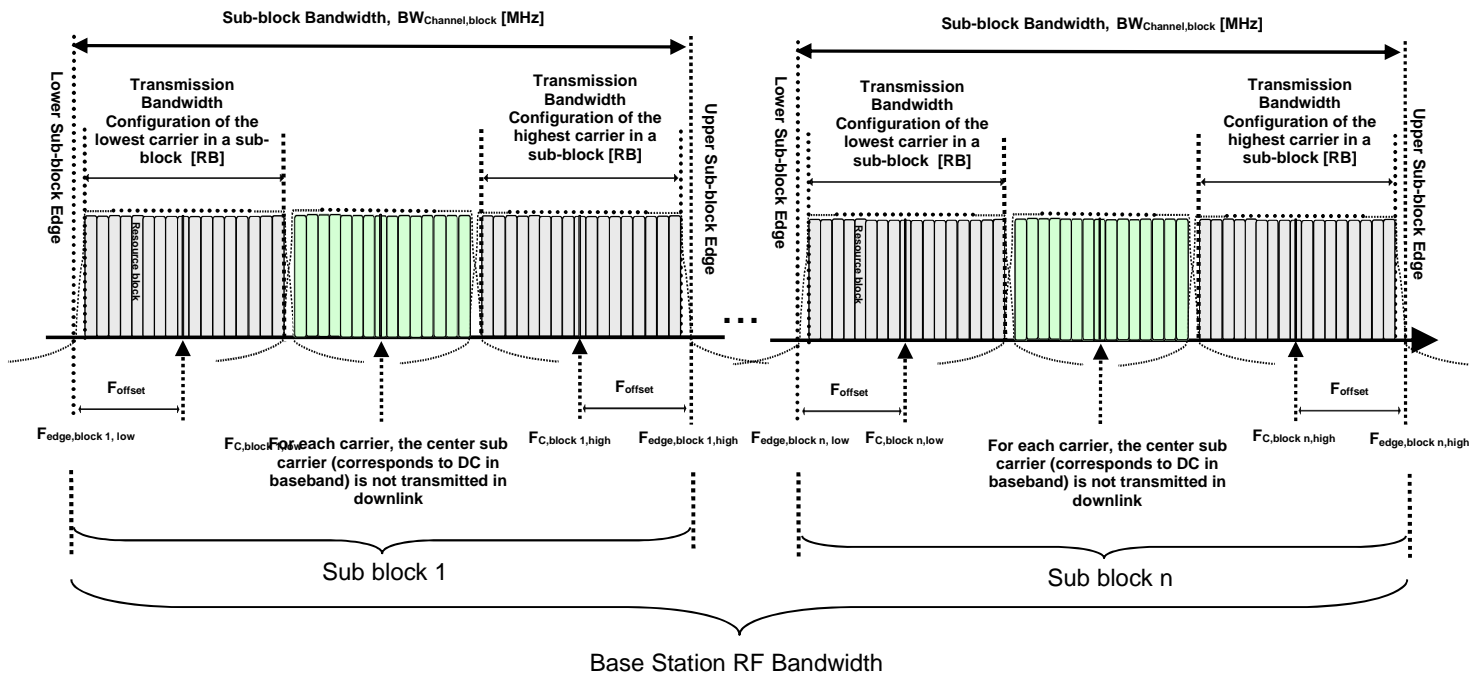 Sub-block Bandwidth, BWChannel,block [MHz]
Lower Sub-block Edge
Transmission
Bandwidth
Configuration of the
lowest carrier in a sub-
block [RB]
Transmission
Bandwidth
Configuration of the
highest carrier in a
sub-block [RB]
Upper Sub-block Edge
Resource block
Foffset
Foffset
Fedge,block 1, low
FC,block 1,low
FC,block 1,high
Fedge,block 1,high
For each carrier, the center sub
carrier (corresponds to DC in
baseband) is not transmitted in
downlink
Sub block 1
...
Sub-block Bandwidth, BWChannel,block [MHz]
Lower Sub-block Edge
Transmission
Bandwidth
Configuration of the
lowest carrier in a
sub-block [RB]
Transmission
Bandwidth
Configuration of the
highest carrier in a
sub-block [RB]
Upper Sub-block Edge
Resource block
Foffset
Foffset
Fedge,block n, low
FC,block n,low
FC,block n,high
Fedge,block n,high
For each carrier, the center sub
carrier (corresponds to DC in
baseband) is not transmitted in
downlink
Sub block n
Base Station RF Bandwidth